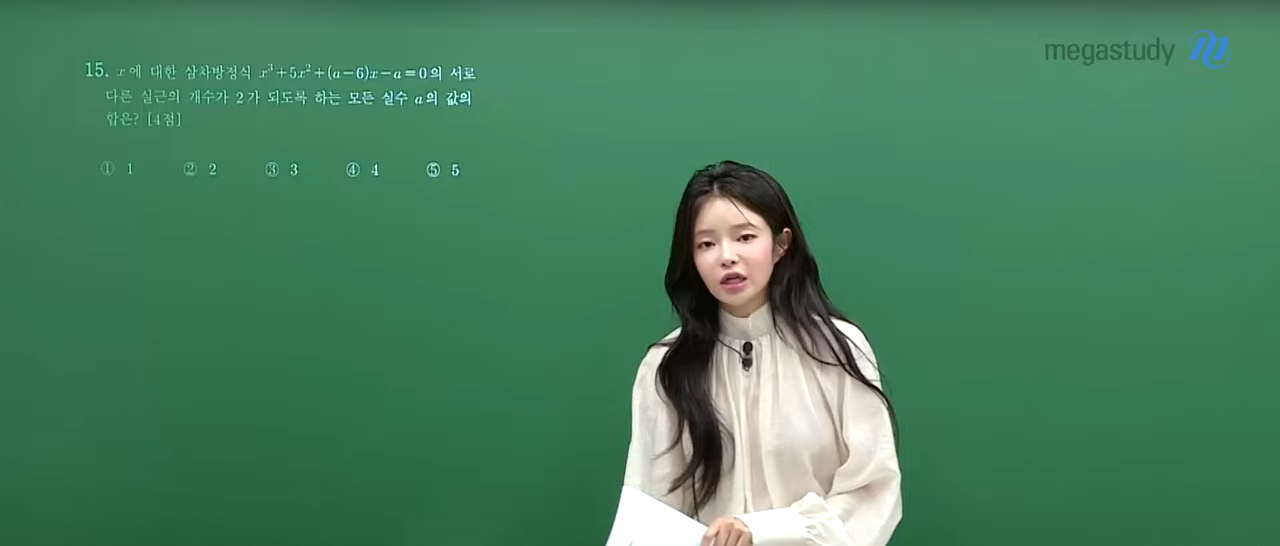 megastudy
15. x에 대한 삼차방정식 x³+5x²+(a-6)x-a=0의 서로
다른 실근의 개수가 2가 되도록 하는 모든 실수 a의 값의
합은? [4점]
① 1 ② 2 ③ 3 ④ 4 ⑤ 5